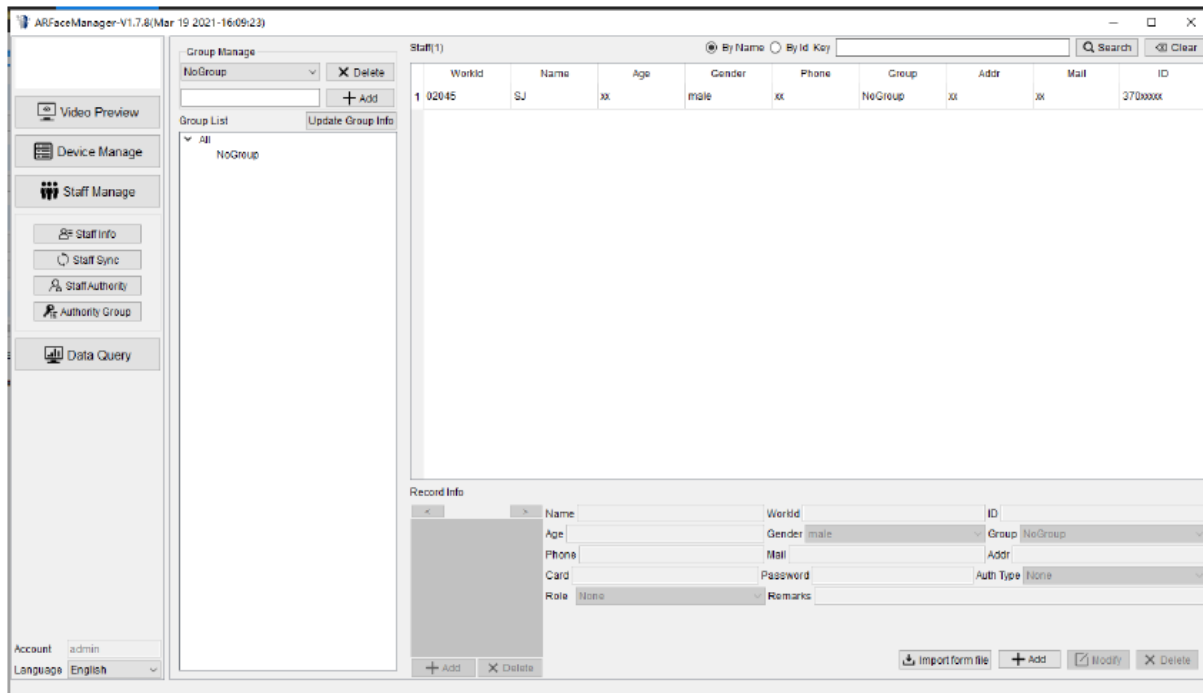 ARFaceManager-V1.7.8(Mar 19 2021-16:09:23)
Video Preview
Device Manage
Staff Manage
Staff Info
Staff Sync
Staff Authority
Authority Group
Data Query
Account admin
Language English
Group Manage
NoGroup Delete
Add
Group List Update Group Info
All
NoGroup
Staff(1) By Name By Id Key Search Clear
WorkId Name Age Gender Phone Group Addr Mail ID
1 02045 SJ xx male xx NoGroup xx xx 370xxxxx
Record Info
< > Name WorkId ID
Age Gender male Group NoGroup
Phone Mail Addr
Card Password Auth Type None
Role None Remarks
Add Delete
Import form file Add Modify Delete